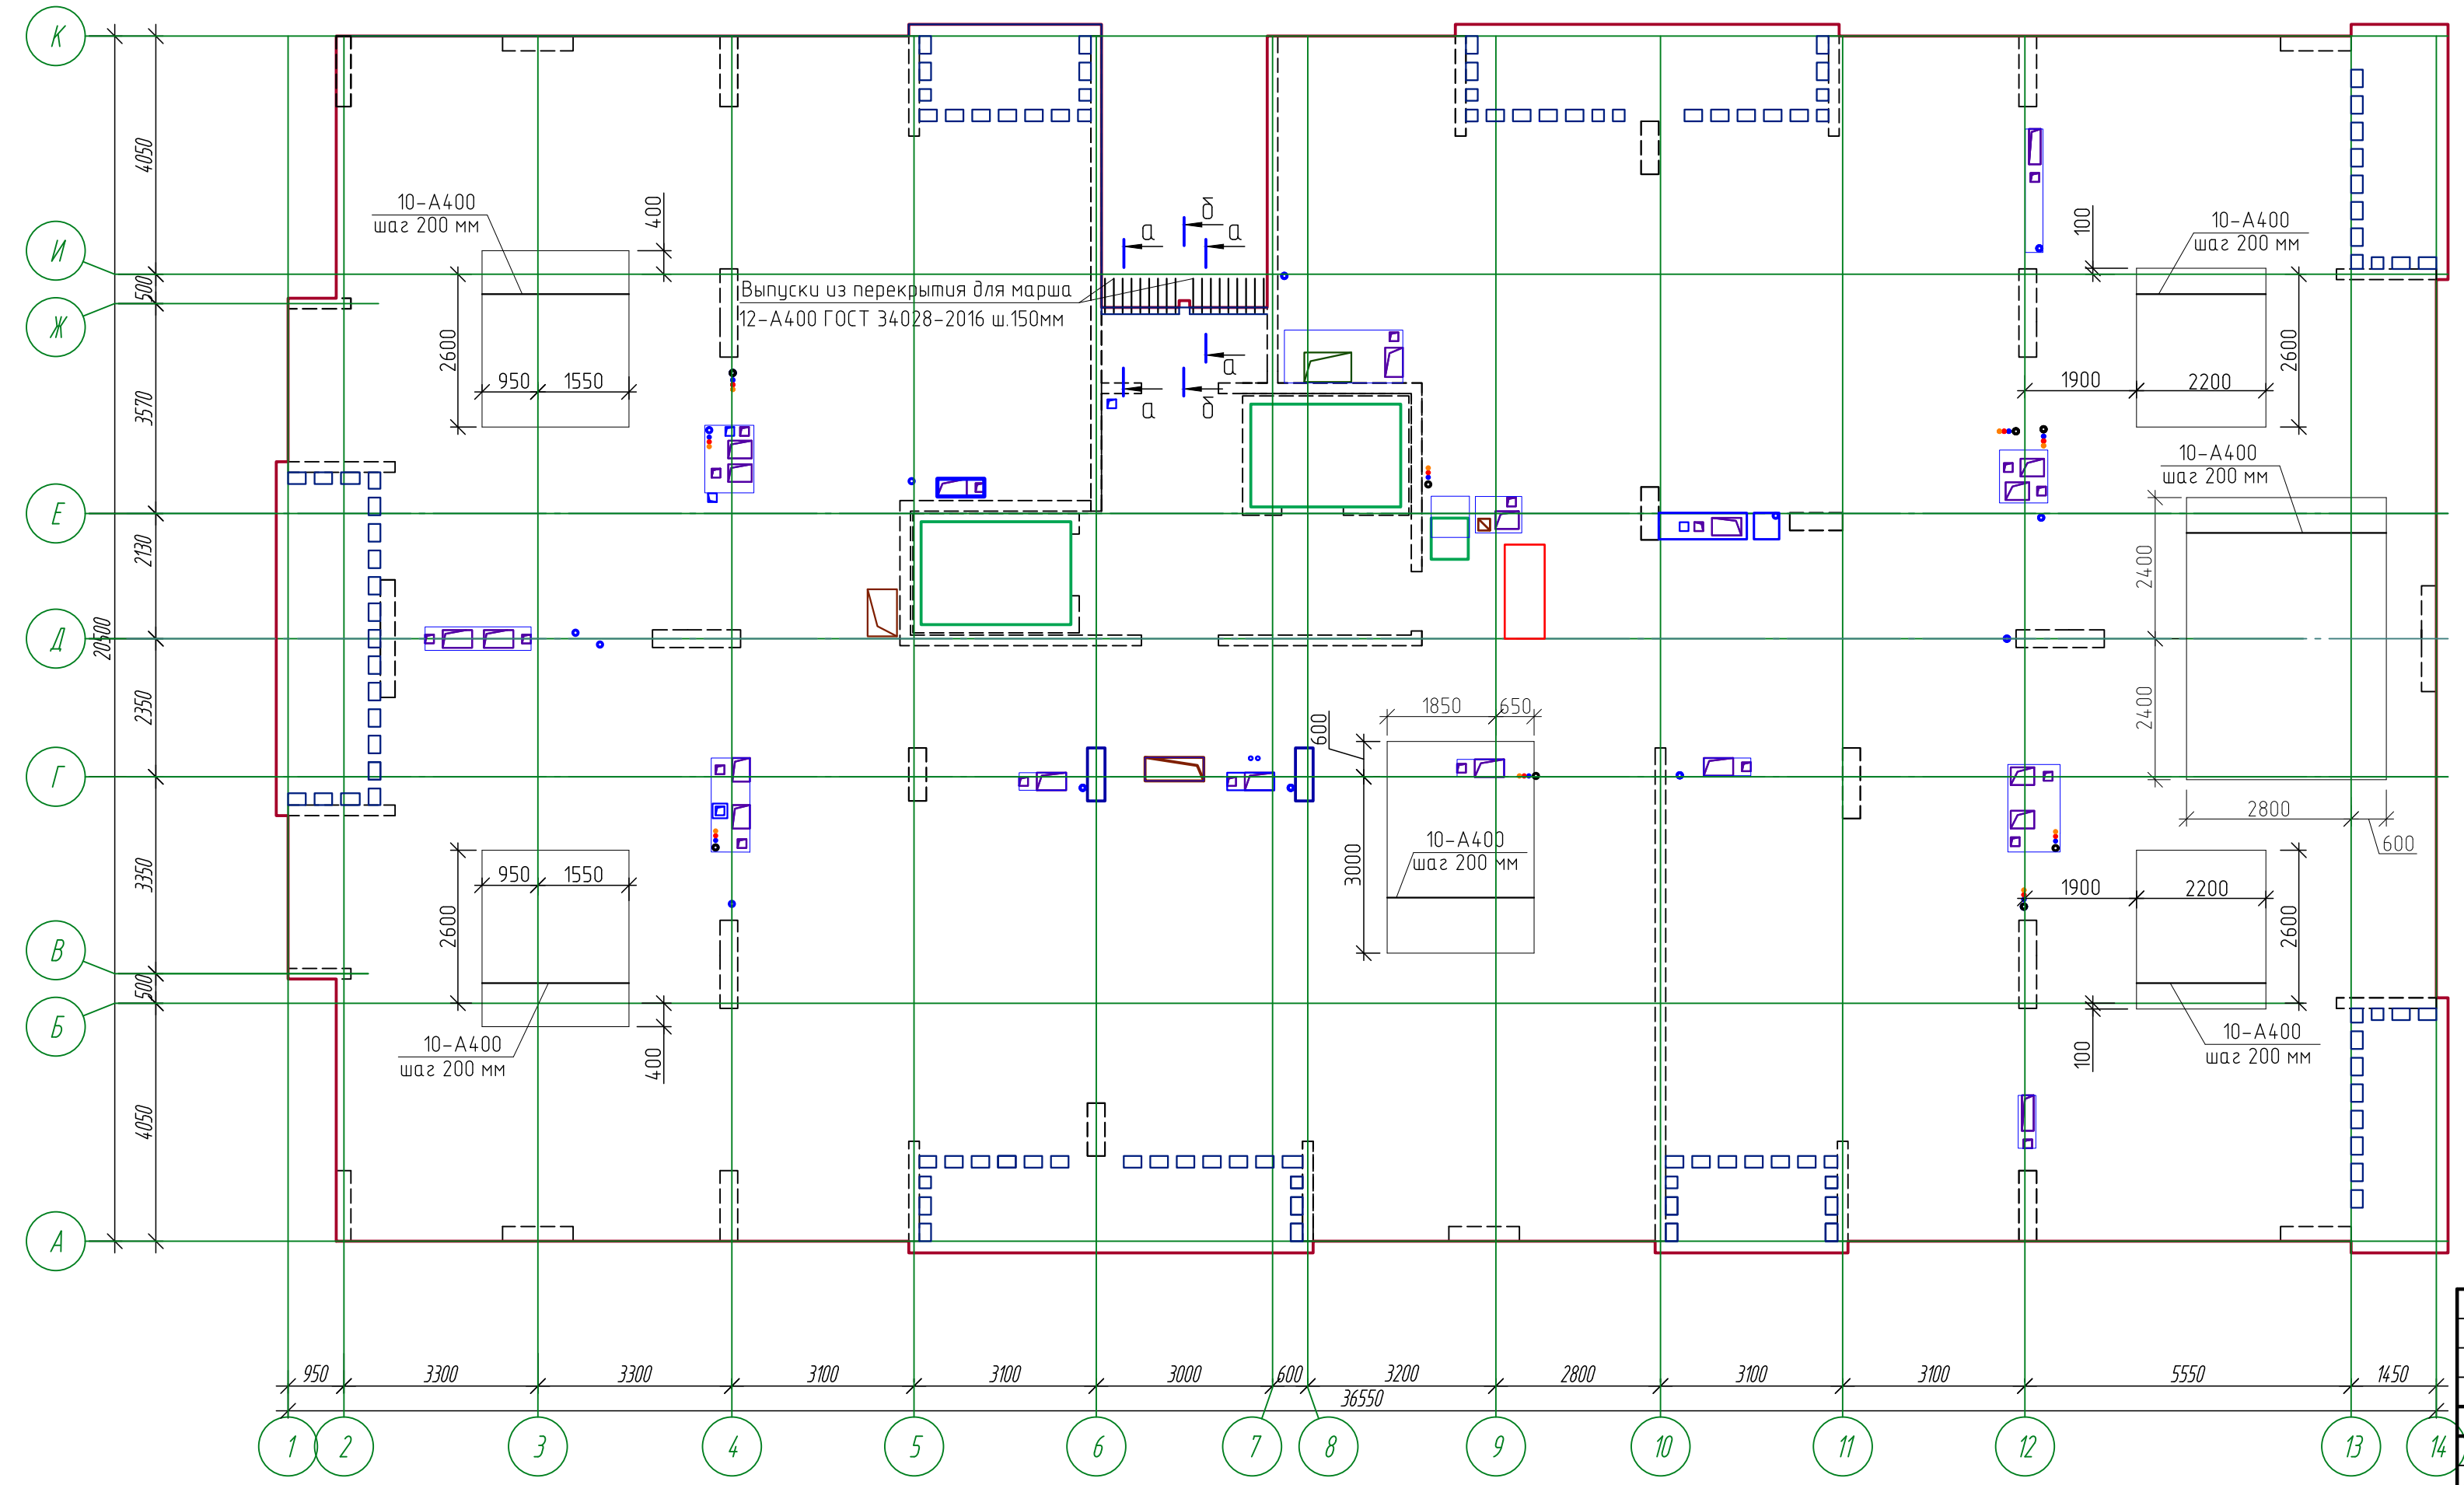 К
4050
10-А400
шаг 200 мм
400
б
а
а
100
10-А400
шаг 200 мм
И
500
Ж
Выпуски из перекрытия для марша
12-А400 ГОСТ 34028-2016 ш.150мм
2600
950
1550
3570
а
а
б
1900
2200
2600
10-А400
шаг 200 мм
Е
2130
2400
Д
20500
2350
2400
1850
650
600
Г
2800
600
3350
950
1550
2600
3000
10-А400
шаг 200 мм
1900
2200
2600
В
500
Б
10-А400
шаг 200 мм
400
10-А400
шаг 200 мм
100
4050
А
950
3300
3300
3100
3100
3000
600
3200
2800
3100
3100
5550
1450
36550
1
2
3
4
5
6
7
8
9
10
11
12
13
14